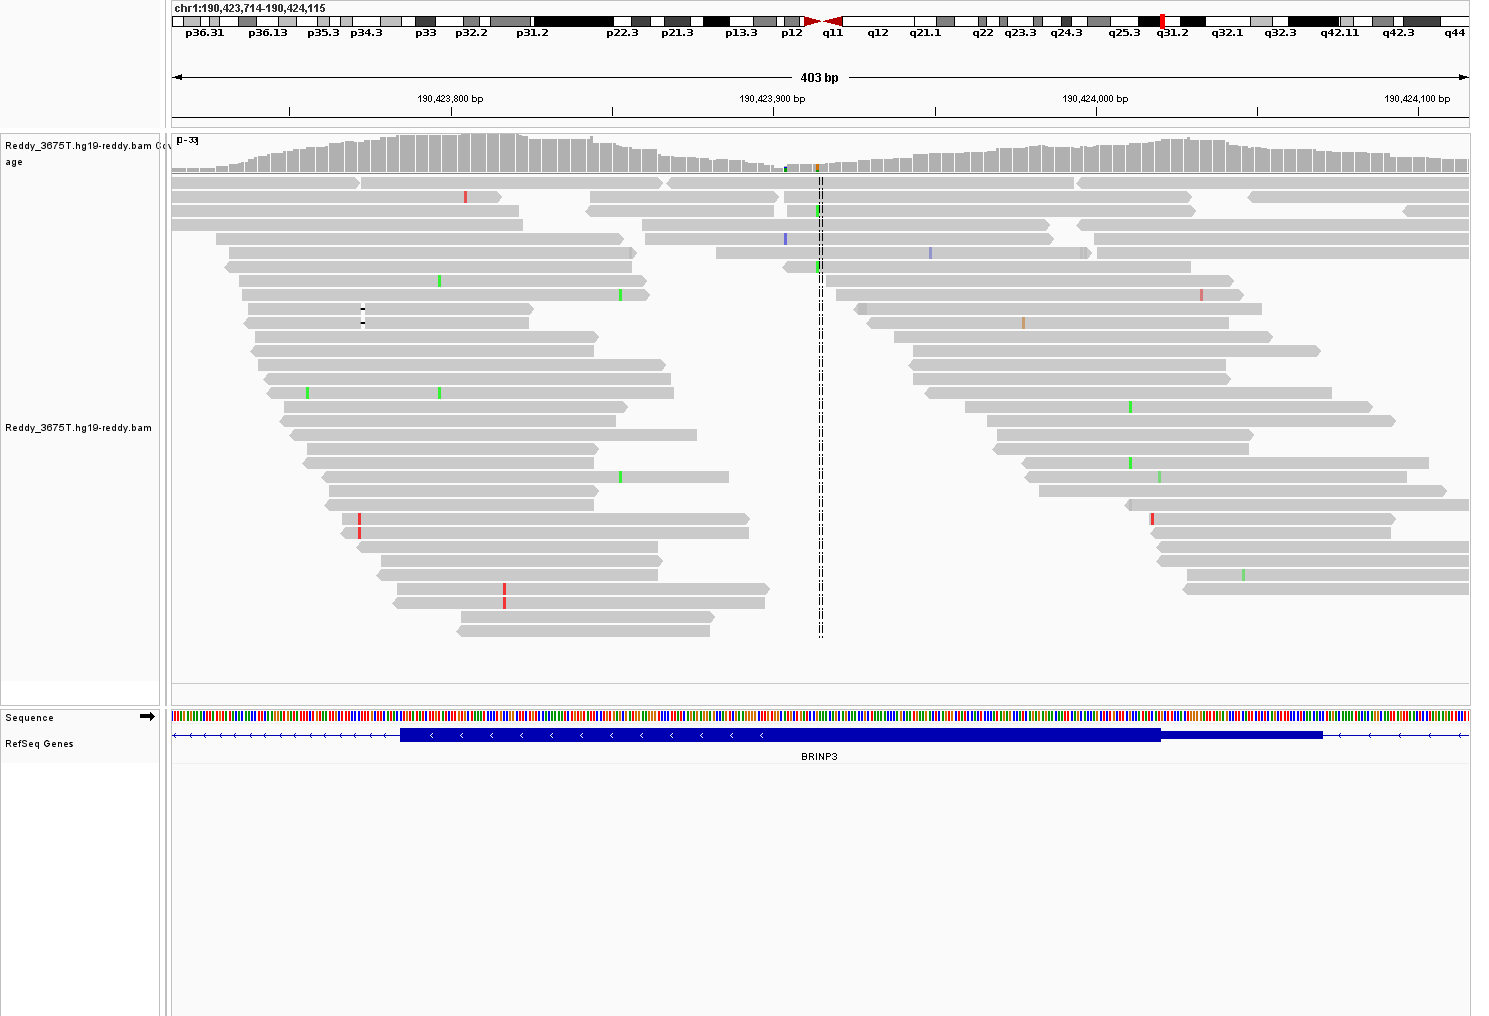 chr1:190,423,714-190,424,115
p36.31 p36.13 p35.3 p34.3 p33 p32.2 p31.2 p22.3 p21.3 p13.3 p12 q11 q12 q21.1 q22 q23.3 q24.3 q25.3 q31.2 q32.1 q32.3 q42.11 q42.3 q44
403 bp
190,423,800 bp 190,423,900 bp 190,424,000 bp 190,424,100 bp
[0-33]
Reddy_3675T.hg19-reddy.bam Cov
age
Reddy_3675T.hg19-reddy.bam
Sequence
RefSeq Genes
BRINP3